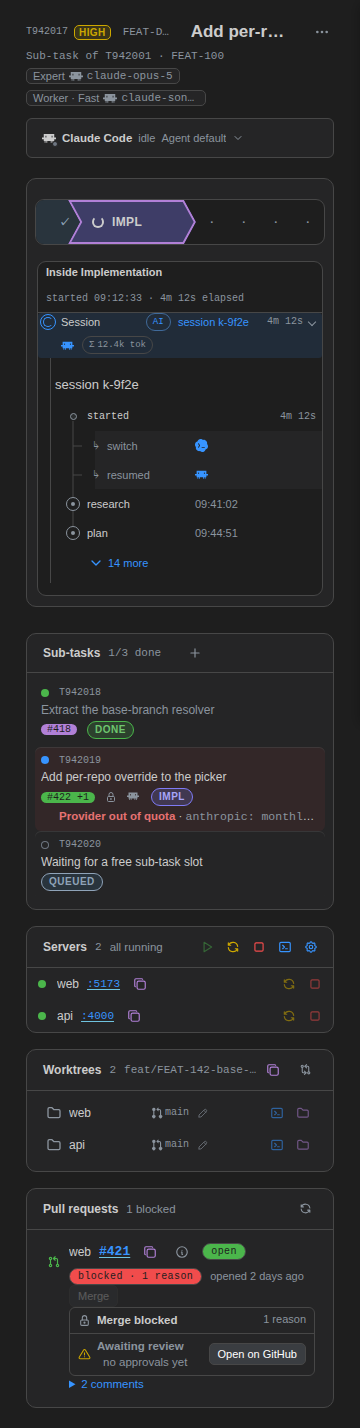 T942017 HIGH FEAT-D… Add per-r… ···
Sub-task of T942001 · FEAT-100
Expert claude-opus-5
Worker · Fast claude-son…
Claude Code idle Agent default
✓ IMPL
Inside Implementation
started 09:12:33 · 4m 12s elapsed
Session AI session k-9f2e 4m 12s
Σ 12.4k tok
session k-9f2e
started 4m 12s
↳ switch
↳ resumed
research 09:41:02
plan 09:44:51
14 more
Sub-tasks 1/3 done
T942018
Extract the base-branch resolver
#418 DONE
T942019
Add per-repo override to the picker
#422 +1 IMPL
Provider out of quota · anthropic: monthl…
T942020
Waiting for a free sub-task slot
QUEUED
Servers 2 all running
web :5173
api :4000
Worktrees 2 feat/FEAT-142-base-…
web main
api main
Pull requests 1 blocked
web #421 open
blocked · 1 reason opened 2 days ago
Merge
Merge blocked 1 reason
Awaiting review
no approvals yet
Open on GitHub
2 comments